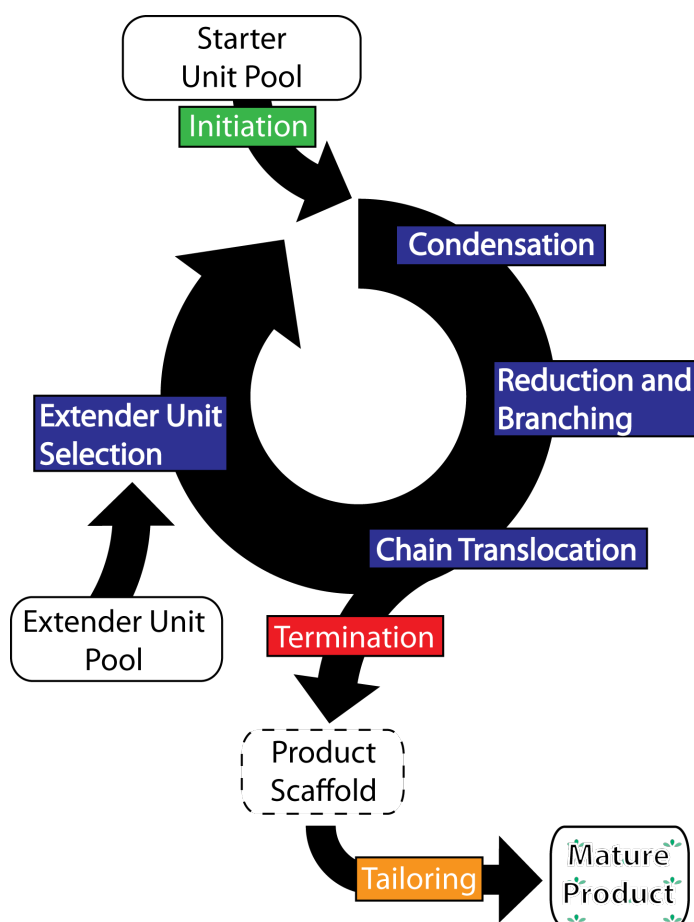 Starter
Unit Pool
Initiation
Condensation
Reduction and
Branching
Extender Unit
Selection
Chain Translocation
Extender Unit
Pool
Termination
Product
Scaffold
Tailoring
Mature
Product